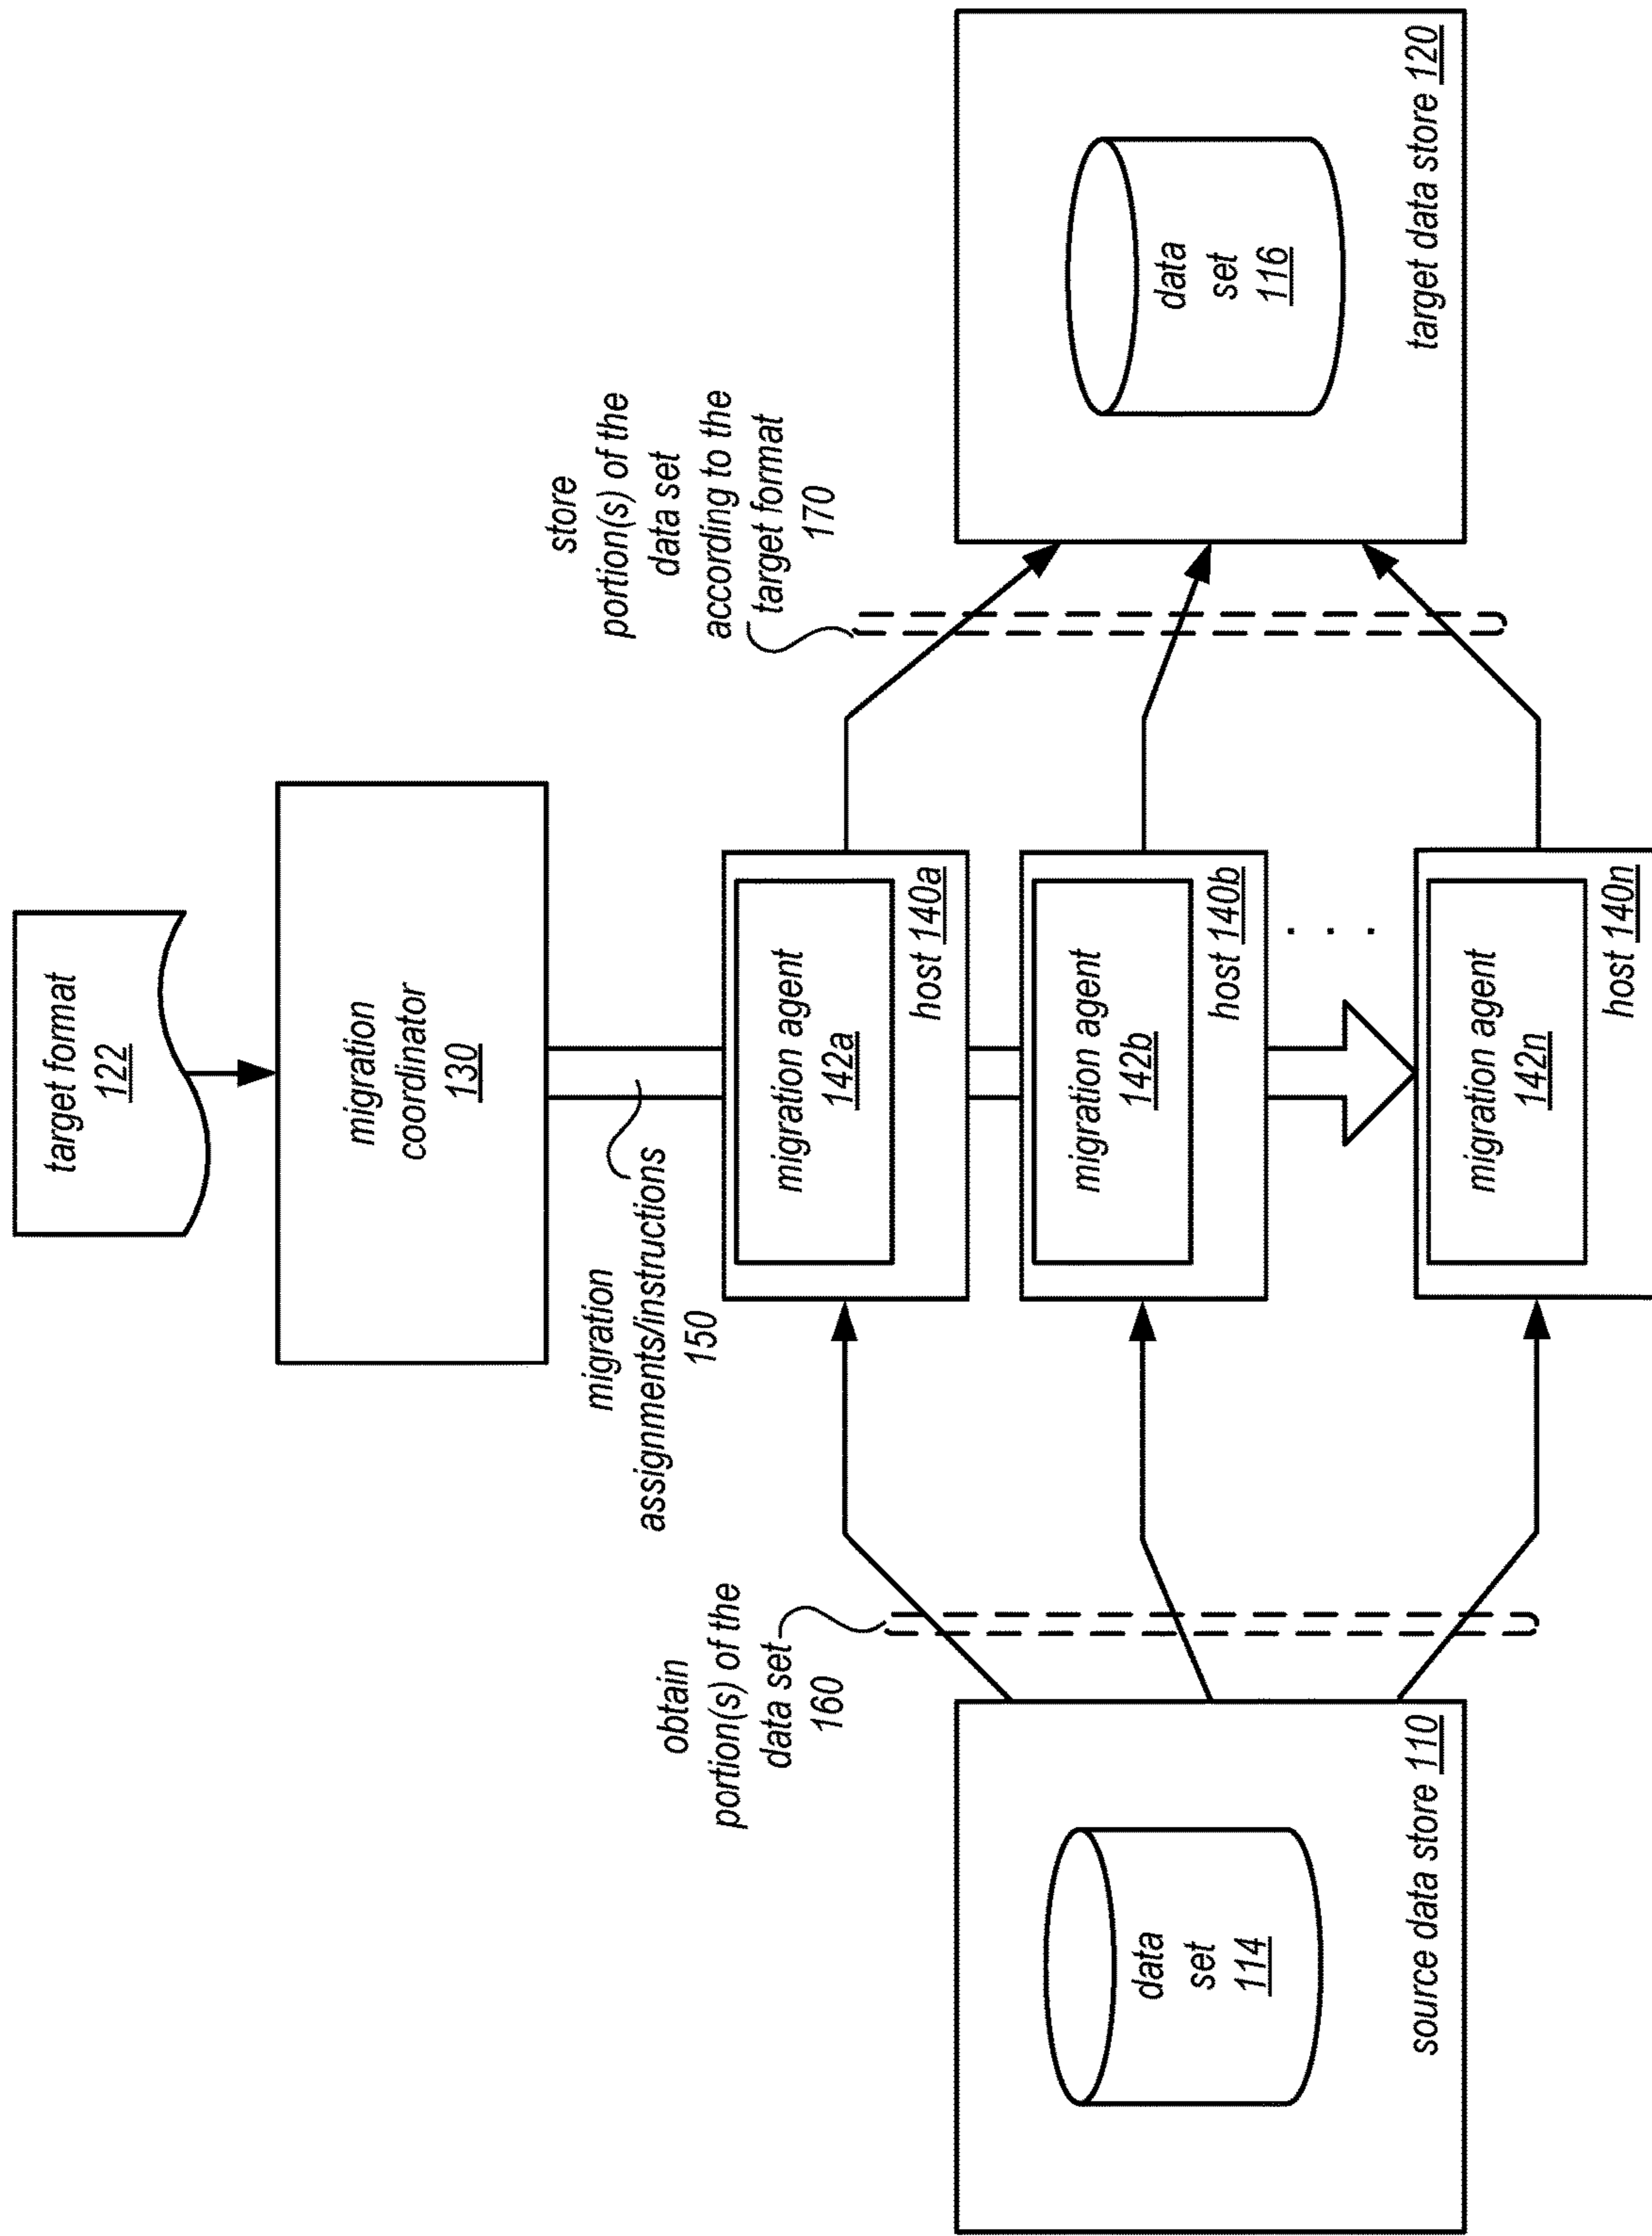 target format
122
migration
coordinator
130
migration
assignments/instructions
150
obtain
portion(s) of the
data set
160
store
portion(s) of the
data set
according to the
target format
170
migration agent
142a
host 140a
migration agent
142b
host 140b
. . .
migration agent
142n
host 140n
data
set
114
source data store 110
data
set
116
target data store 120